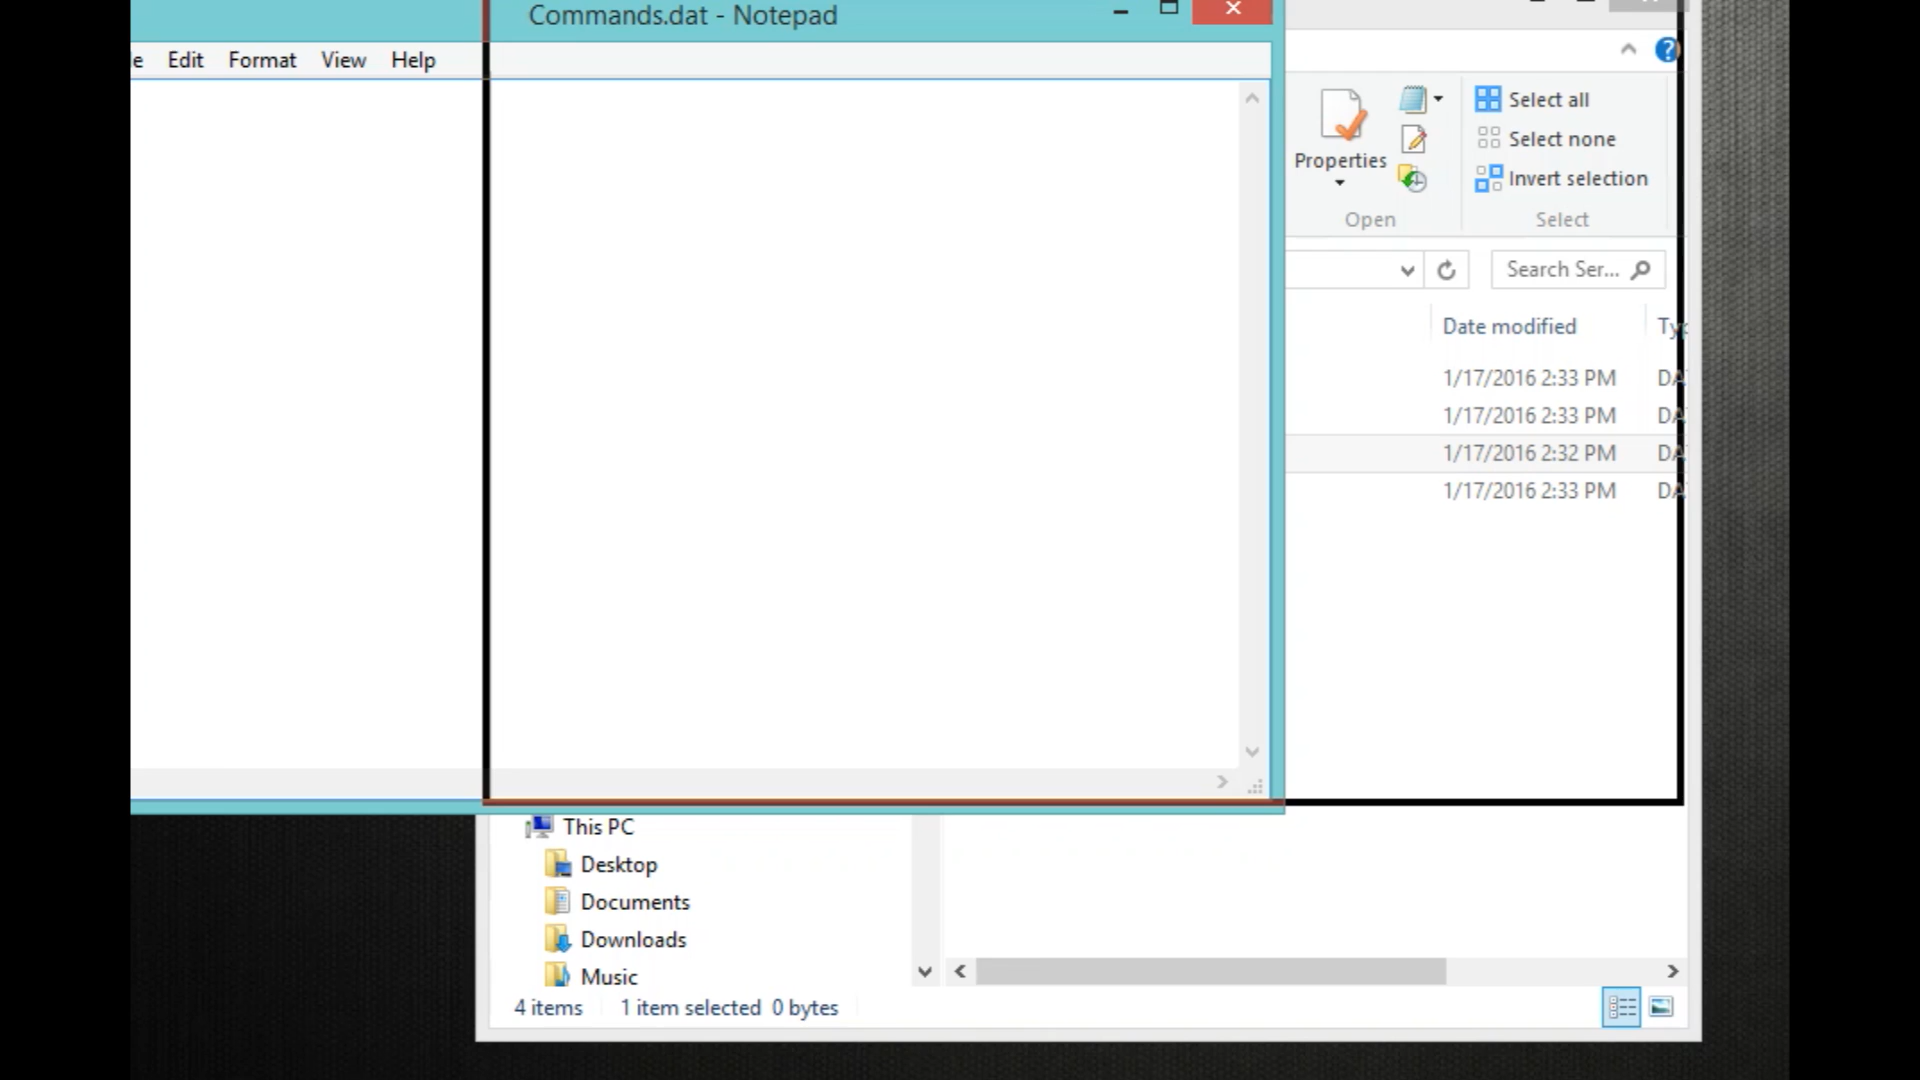 Commands.dat - Notepad
Edit Format View Help
Select all
Select none
Invert selection
Properties
Open
Select
Search Ser...
Date modified
1/17/2016 2:33 PM
1/17/2016 2:33 PM
1/17/2016 2:32 PM
1/17/2016 2:33 PM
This PC
Desktop
Documents
Downloads
Music
4 items 1 item selected 0 bytes